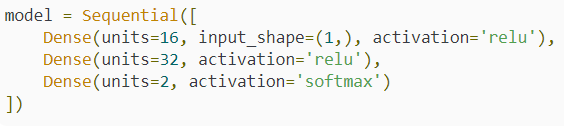 model = Sequential([
    Dense(units=16, input_shape=(1,), activation='relu'),
    Dense(units=32, activation='relu'),
    Dense(units=2, activation='softmax')
])